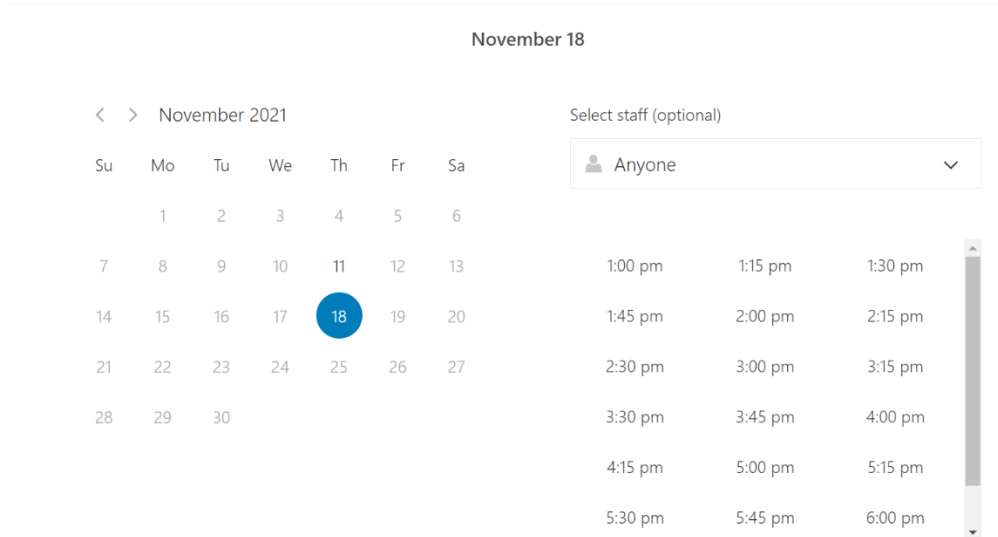 November 18
November 2021
Su Mo Tu We Th Fr Sa
1 2 3 4 5 6
7 8 9 10 11 12 13
14 15 16 17 18 19 20
21 22 23 24 25 26 27
28 29 30
Select staff (optional)
Anyone
1:00 pm 1:15 pm 1:30 pm
1:45 pm 2:00 pm 2:15 pm
2:30 pm 3:00 pm 3:15 pm
3:30 pm 3:45 pm 4:00 pm
4:15 pm 5:00 pm 5:15 pm
5:30 pm 5:45 pm 6:00 pm